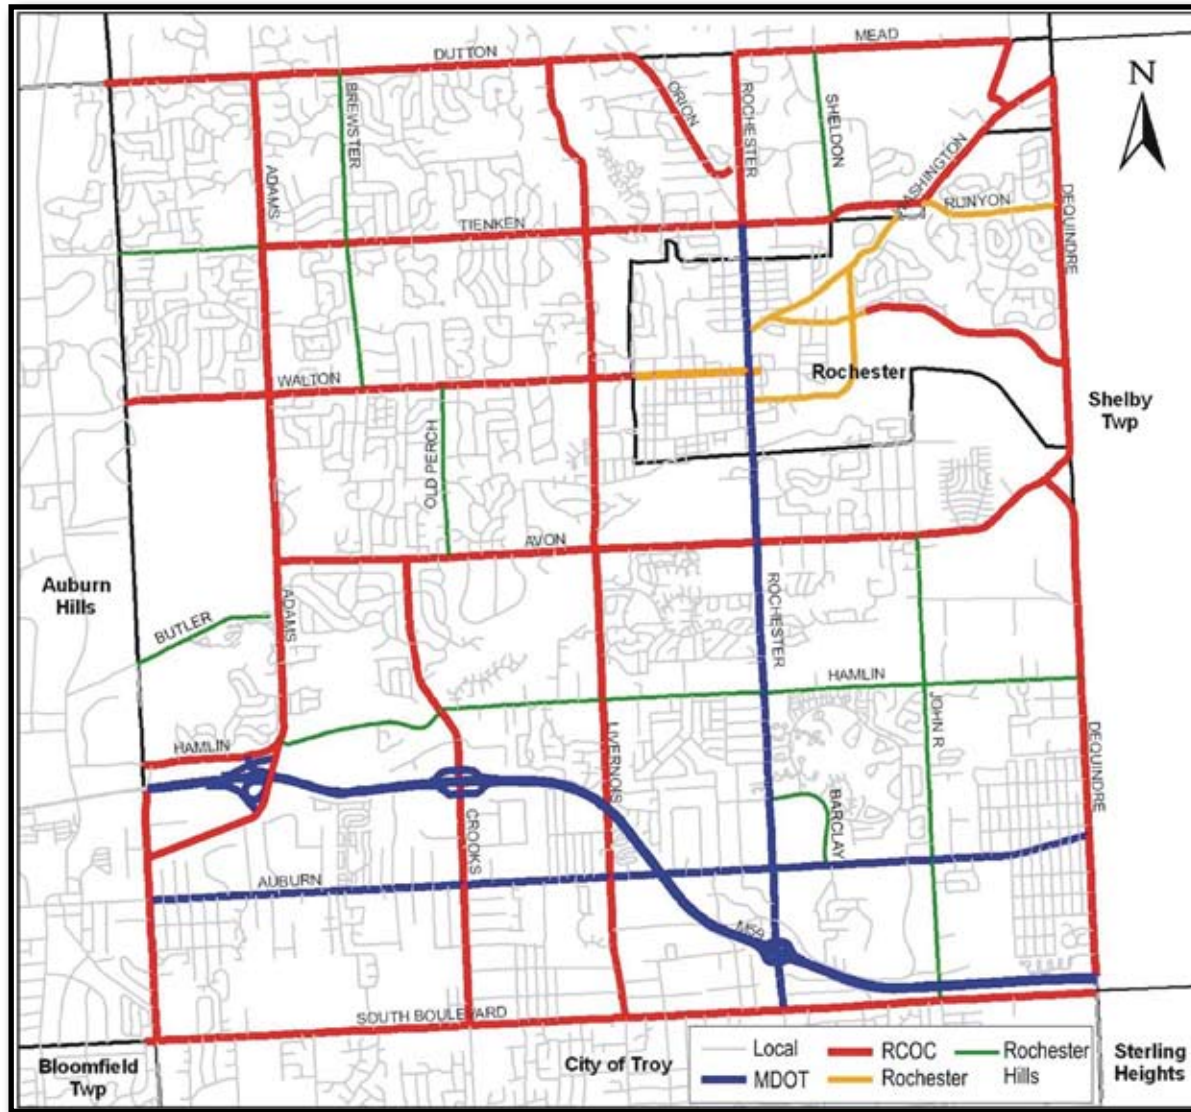 MEAD
DUTTON
N
BREWSTER
ORION
ROCHESTER
SHELDON
ADAMS
WASHINGTON
RUNYON
DEQUINDRE
TIENKEN
WALTON
Rochester
Shelby
Twp
OLD PERCH
AVON
Auburn
Hills
ADAMS
ROCHESTER
BUTLER
HAMLIN
JOHN R
HAMLIN
LIVERNOIS
DEQUINDRE
CROOKS
BARCLAY
AUBURN
M59
SOUTH BOULEVARD
Bloomfield
Twp
City of Troy
Local
RCOC
Rochester
Hills
MDOT
Rochester
Sterling
Heights